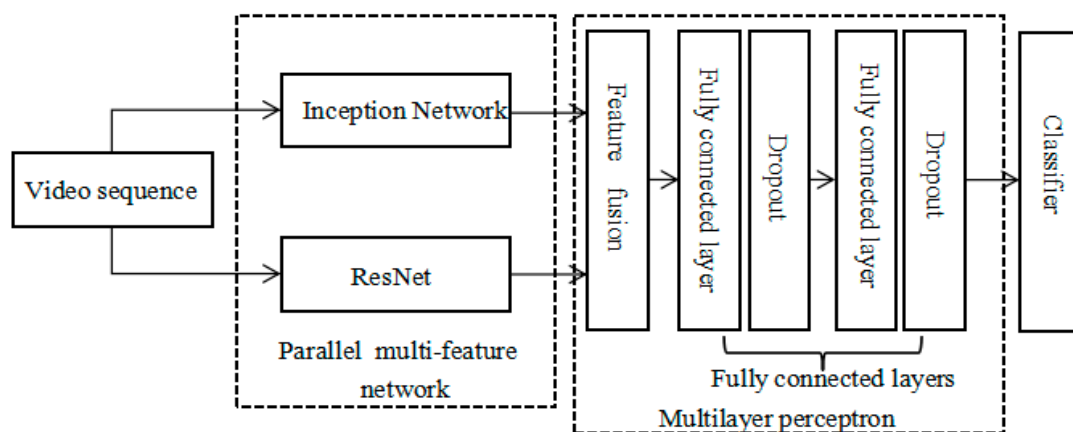 Video sequence
Inception Network
ResNet
Parallel multi-feature
network
Feature fusion
Fully connected layer
Dropout
Fully connected layer
Dropout
Fully connected layers
Multilayer perceptron
Classifier